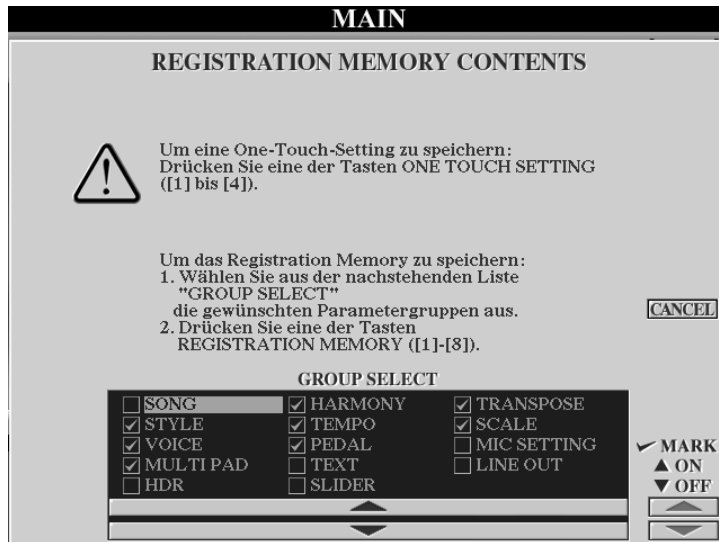 MAIN
REGISTRATION MEMORY CONTENTS
Um eine One-Touch-Setting zu speichern:
Drücken Sie eine der Tasten ONE TOUCH SETTING
([1] bis [4]).
Um das Registration Memory zu speichern:
1. Wählen Sie aus der nachstehenden Liste
"GROUP SELECT"
die gewünschten Parametergruppen aus.
2. Drücken Sie eine der Tasten
REGISTRATION MEMORY ([1]-[8]).
CANCEL
GROUP SELECT
SONG HARMONY TRANSPOSE
STYLE TEMPO SCALE
VOICE PEDAL MIC SETTING
MULTI PAD TEXT LINE OUT
HDR SLIDER
MARK
ON
OFF